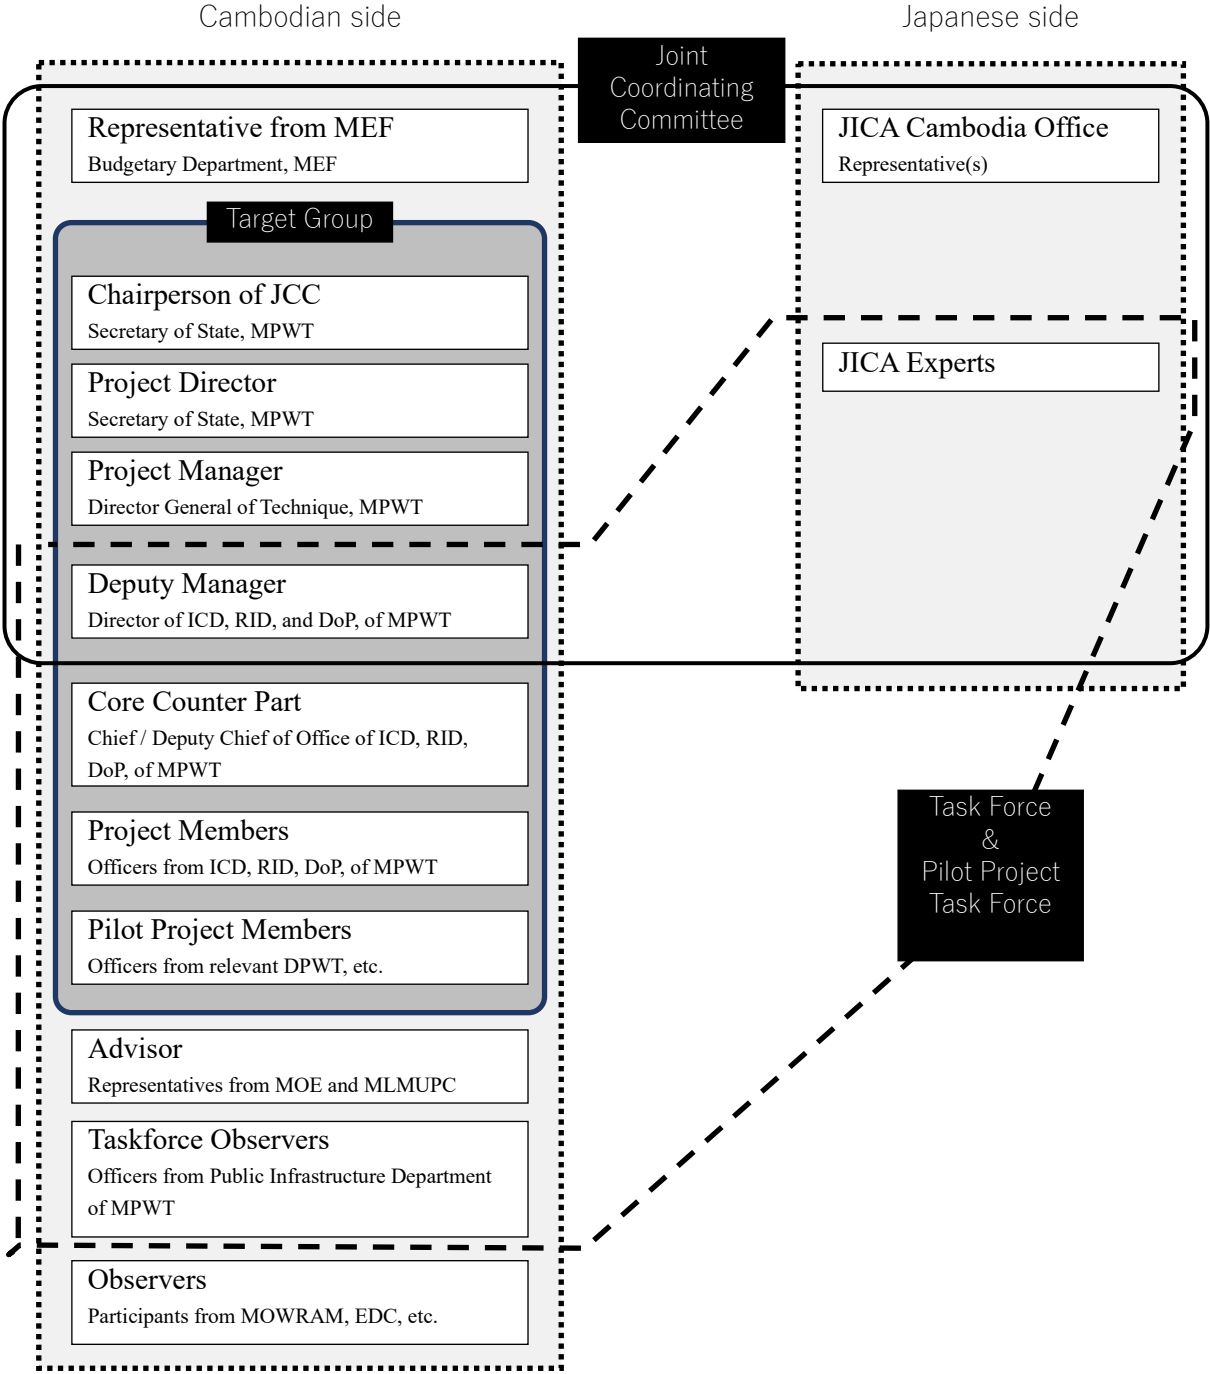 Cambodian side
Japanese side
Joint
Coordinating
Committee
Representative from MEF
Budgetary Department, MEF
JICA Cambodia Office
Representative(s)
Target Group
Chairperson of JCC
Secretary of State, MPWT
Project Director
Secretary of State, MPWT
JICA Experts
Project Manager
Director General of Technique, MPWT
Deputy Manager
Director of ICD, RID, and DoP, of MPWT
Core Counter Part
Chief / Deputy Chief of Office of ICD, RID,
DoP, of MPWT
Project Members
Officers from ICD, RID, DoP, of MPWT
Pilot Project Members
Officers from relevant DPWT, etc.
Task Force
&
Pilot Project
Task Force
Advisor
Representatives from MOE and MLMUPC
Taskforce Observers
Officers from Public Infrastructure Department
of MPWT
Observers
Participants from MOWRAM, EDC, etc.